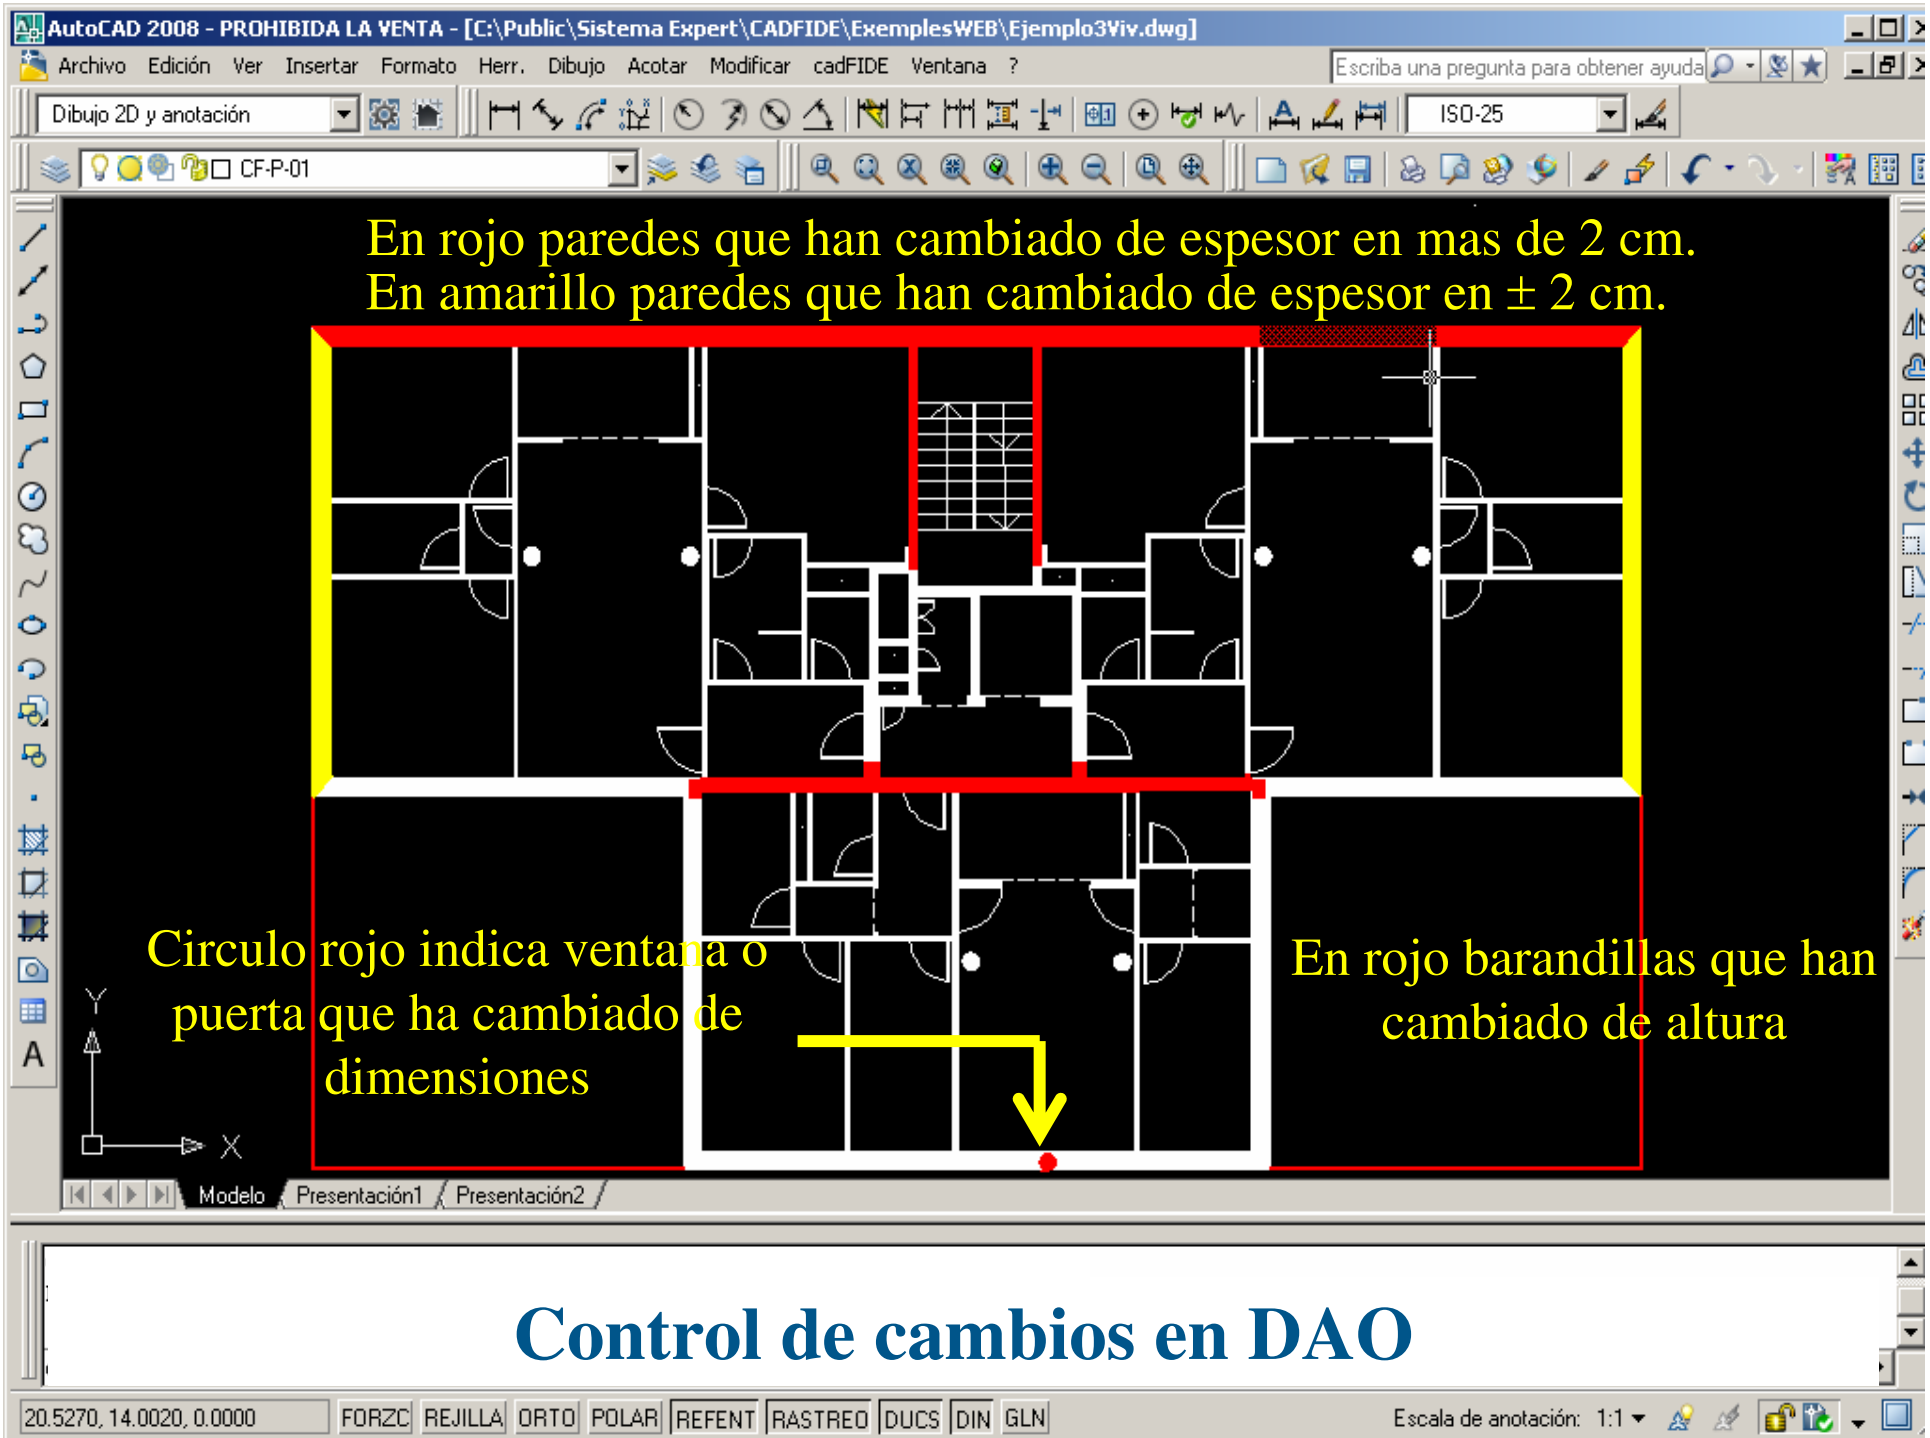 AutoCAD 2008 - PROHIBIDA LA VENTA - [C:\Public\Sistema Expert\CADFIDE\ExemplesWEB\Ejemplo3Viv.dwg]
Archivo Edición Ver Insertar Formato Herr. Dibujo Acotar Modificar cadFIDE Ventana ?
Escriba una pregunta para obtener ayuda
Dibujo 2D y anotación
ISO-25
CF-P-01
En rojo paredes que han cambiado de espesor en mas de 2 cm.
En amarillo paredes que han cambiado de espesor en ± 2 cm.
Circulo rojo indica ventana o
puerta que ha cambiado de
dimensiones
En rojo barandillas que han
cambiado de altura
Y
X
Modelo Presentación1 Presentación2
Control de cambios en DAO
20.5270, 14.0020, 0.0000 FORZC REJILLA ORTO POLAR REFENT RASTREO DUCS DIN GLN Escala de anotación: 1:1